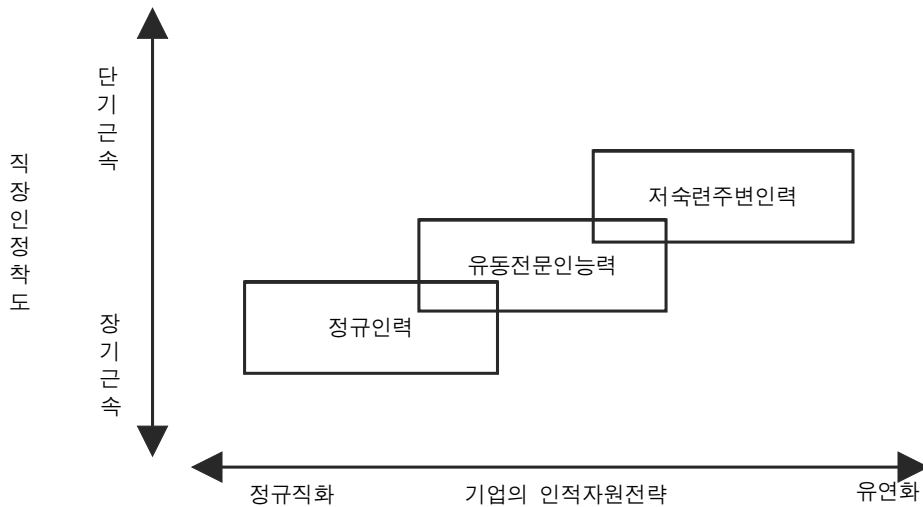 직장인정착도
단기근속
장기근속
저숙련주변인력
유동전문인능력
정규인력
정규직화
기업의 인적자원전략
유연화